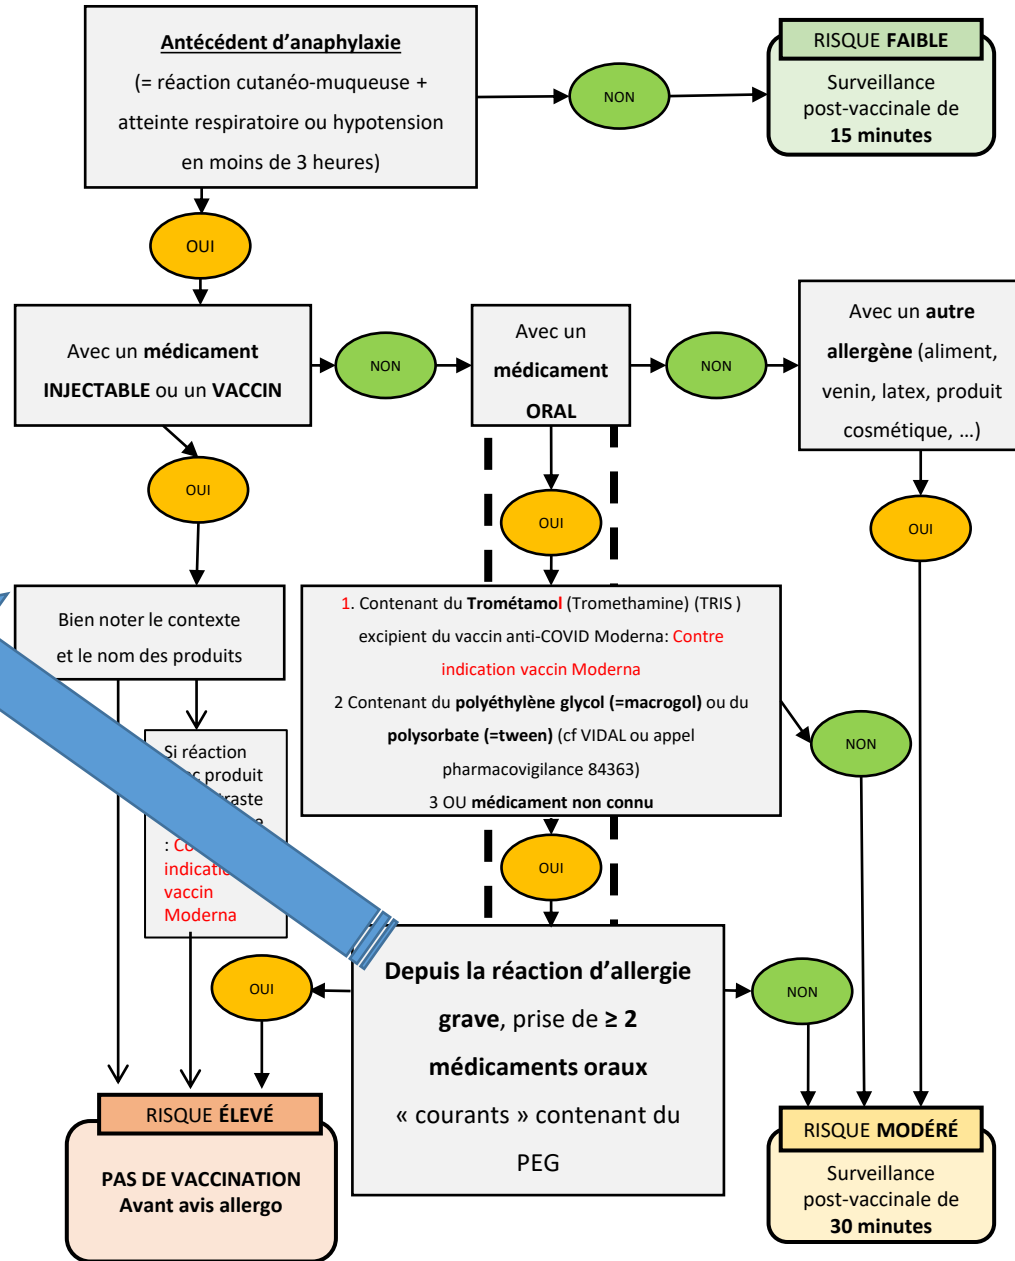 Antécédent d'anaphylaxie
(= réaction cutanéo-muqueuse +
atteinte respiratoire ou hypotension
en moins de 3 heures)
NON
RISQUE FAIBLE
Surveillance
post-vaccinale de
15 minutes
OUI
Avec un médicament
INJECTABLE ou un VACCIN
NON
Avec un
médicament
ORAL
NON
Avec un autre
allergène (aliment,
venin, latex, produit
cosmétique, …)
OUI
OUI
OUI
Bien noter le contexte
et le nom des produits
1. Contenant du Trométamol (Tromethamine) (TRIS )
excipient du vaccin anti-COVID Moderna: Contre
indication vaccin Moderna
2 Contenant du polyéthylène glycol (=macrogol) ou du
polysorbate (=tween) (cf VIDAL ou appel
pharmacovigilance 84363)
3 OU médicament non connu
NON
Si réaction
produit
:
vaccin
Moderna
OUI
Depuis la réaction d'allergie
grave, prise de ≥ 2
médicaments oraux
« courants » contenant du
PEG
OUI
NON
RISQUE ÉLEVÉ
PAS DE VACCINATION
Avant avis allergo
RISQUE MODÉRÉ
Surveillance
post-vaccinale de
30 minutes